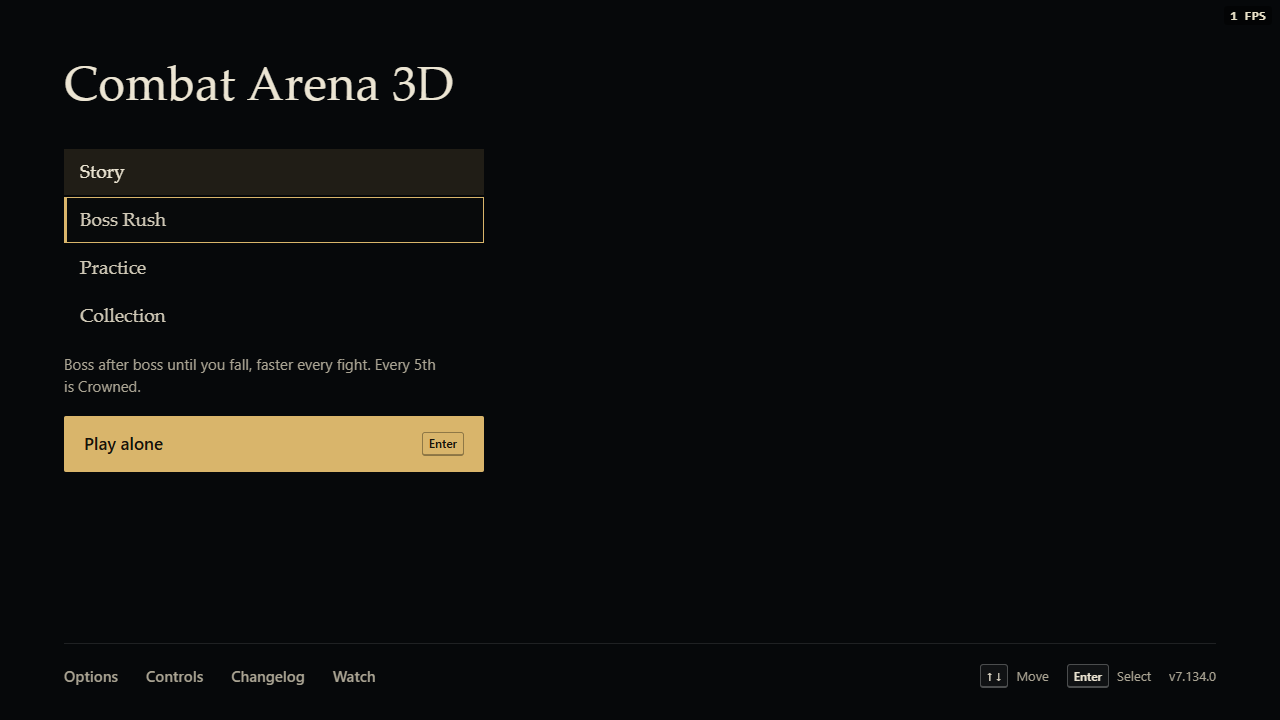 1 FPS
Combat Arena 3D
Story
Boss Rush
Practice
Collection
Boss after boss until you fall, faster every fight. Every 5th
is Crowned.
Play alone Enter
Options Controls Changelog Watch ↑↓ Move Enter Select v7.134.0